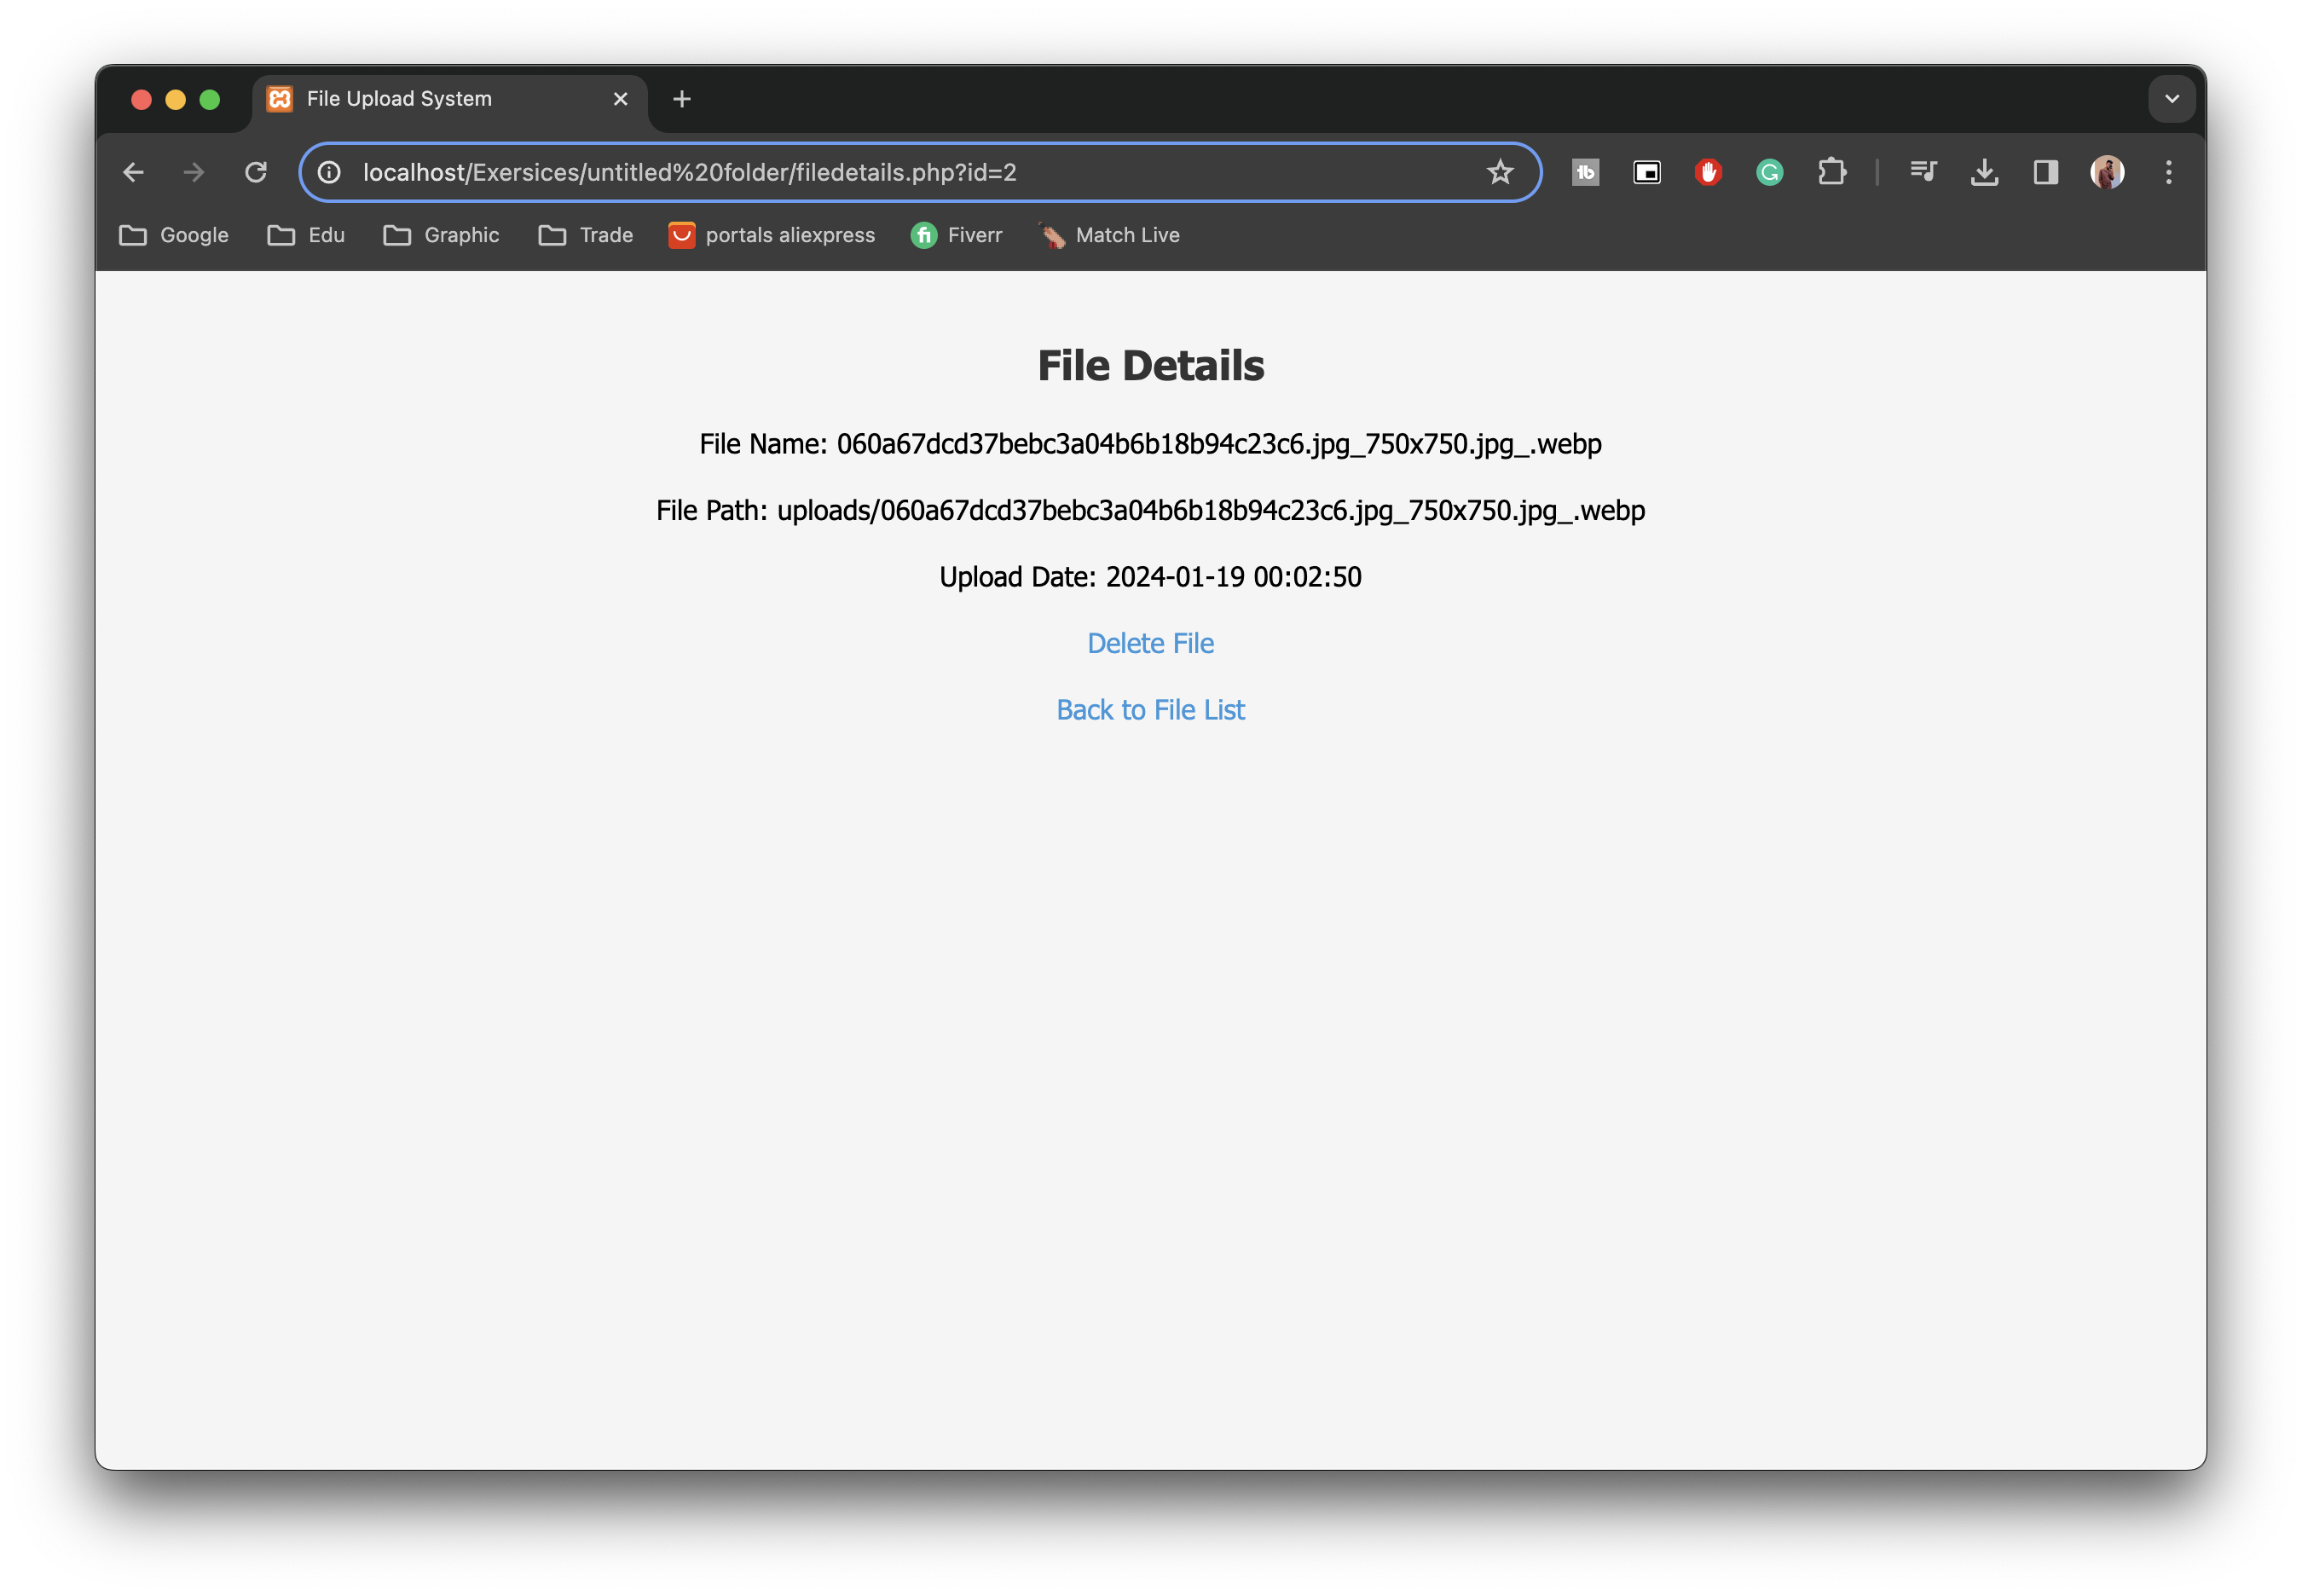 File Upload System
localhost/Exersices/untitled%20folder/filedetails.php?id=2
Google Edu Graphic Trade portals aliexpress Fiverr Match Live
File Details
File Name: 060a67dcd37bebc3a04b6b18b94c23c6.jpg_750x750.jpg_.webp
File Path: uploads/060a67dcd37bebc3a04b6b18b94c23c6.jpg_750x750.jpg_.webp
Upload Date: 2024-01-19 00:02:50
Delete File
Back to File List